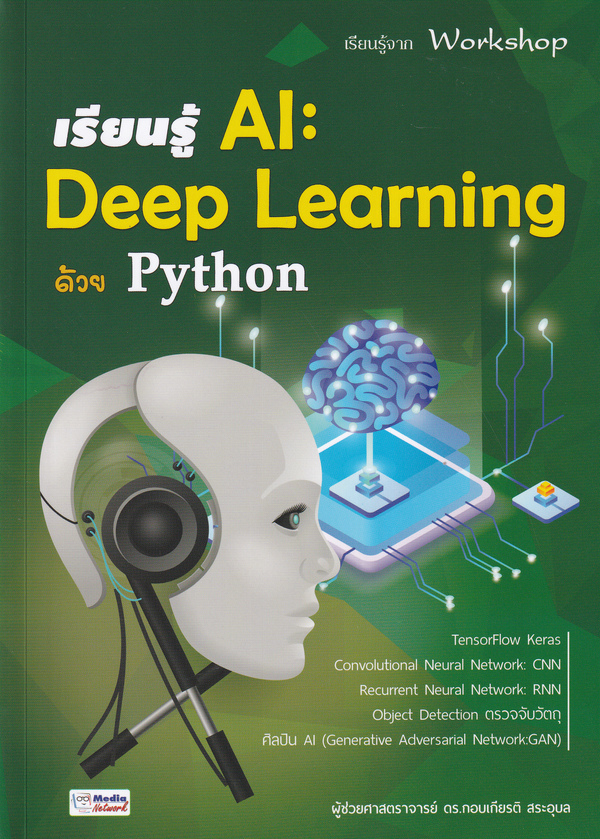 เรียนรู้จาก Workshop
เรียนรู้ AI:
Deep Learning
ด้วย Python
TensorFlow Keras
Convolutional Neural Network: CNN
Recurrent Neural Network: RNN
Object Detection ตรวจจับวัตถุ
ศิลปิน AI (Generative Adversarial Network:GAN)
Media
Network
ผู้ช่วยศาสตราจารย์ ดร.กอบเกียรติ สระอุบล